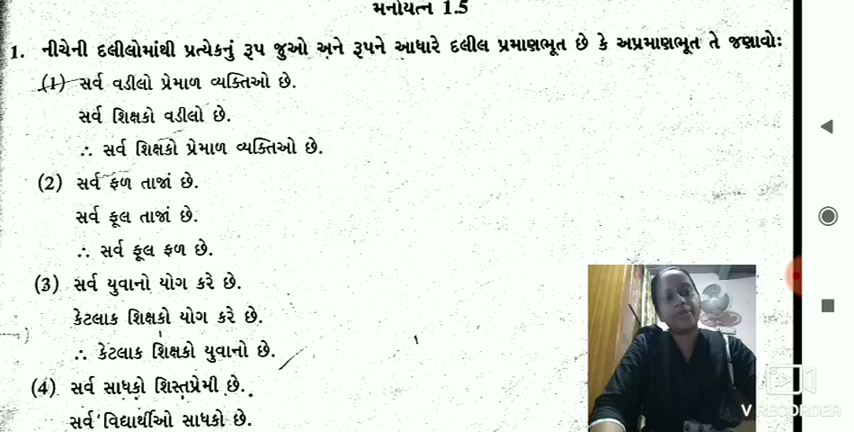 મનોયત્ન 1.5
1. નીચેની દલીલોમાંથી પ્રત્યેકનું રૂપ જુઓ અને રૂપને આધારે દલીલ પ્રમાણભૂત છે કે અપ્રમાણભૂત તે જણાવો:
(1) સર્વ વડીલો પ્રેમાળ વ્યક્તિઓ છે.
સર્વ શિક્ષકો વડીલો છે.
∴ સર્વ શિક્ષકો પ્રેમાળ વ્યક્તિઓ છે.
(2) સર્વ ફળ તાજાં છે.
સર્વ ફૂલ તાજાં છે.
∴ સર્વ ફૂલ ફળ છે.
(3) સર્વ યુવાનો યોગ કરે છે.
કેટલાક શિક્ષકો યોગ કરે છે.
∴ કેટલાક શિક્ષકો યુવાનો છે.
(4) સર્વ સાધકો શિસ્તપ્રેમી છે.
સર્વ વિદ્યાર્થીઓ સાધકો છે.
V RECORDER